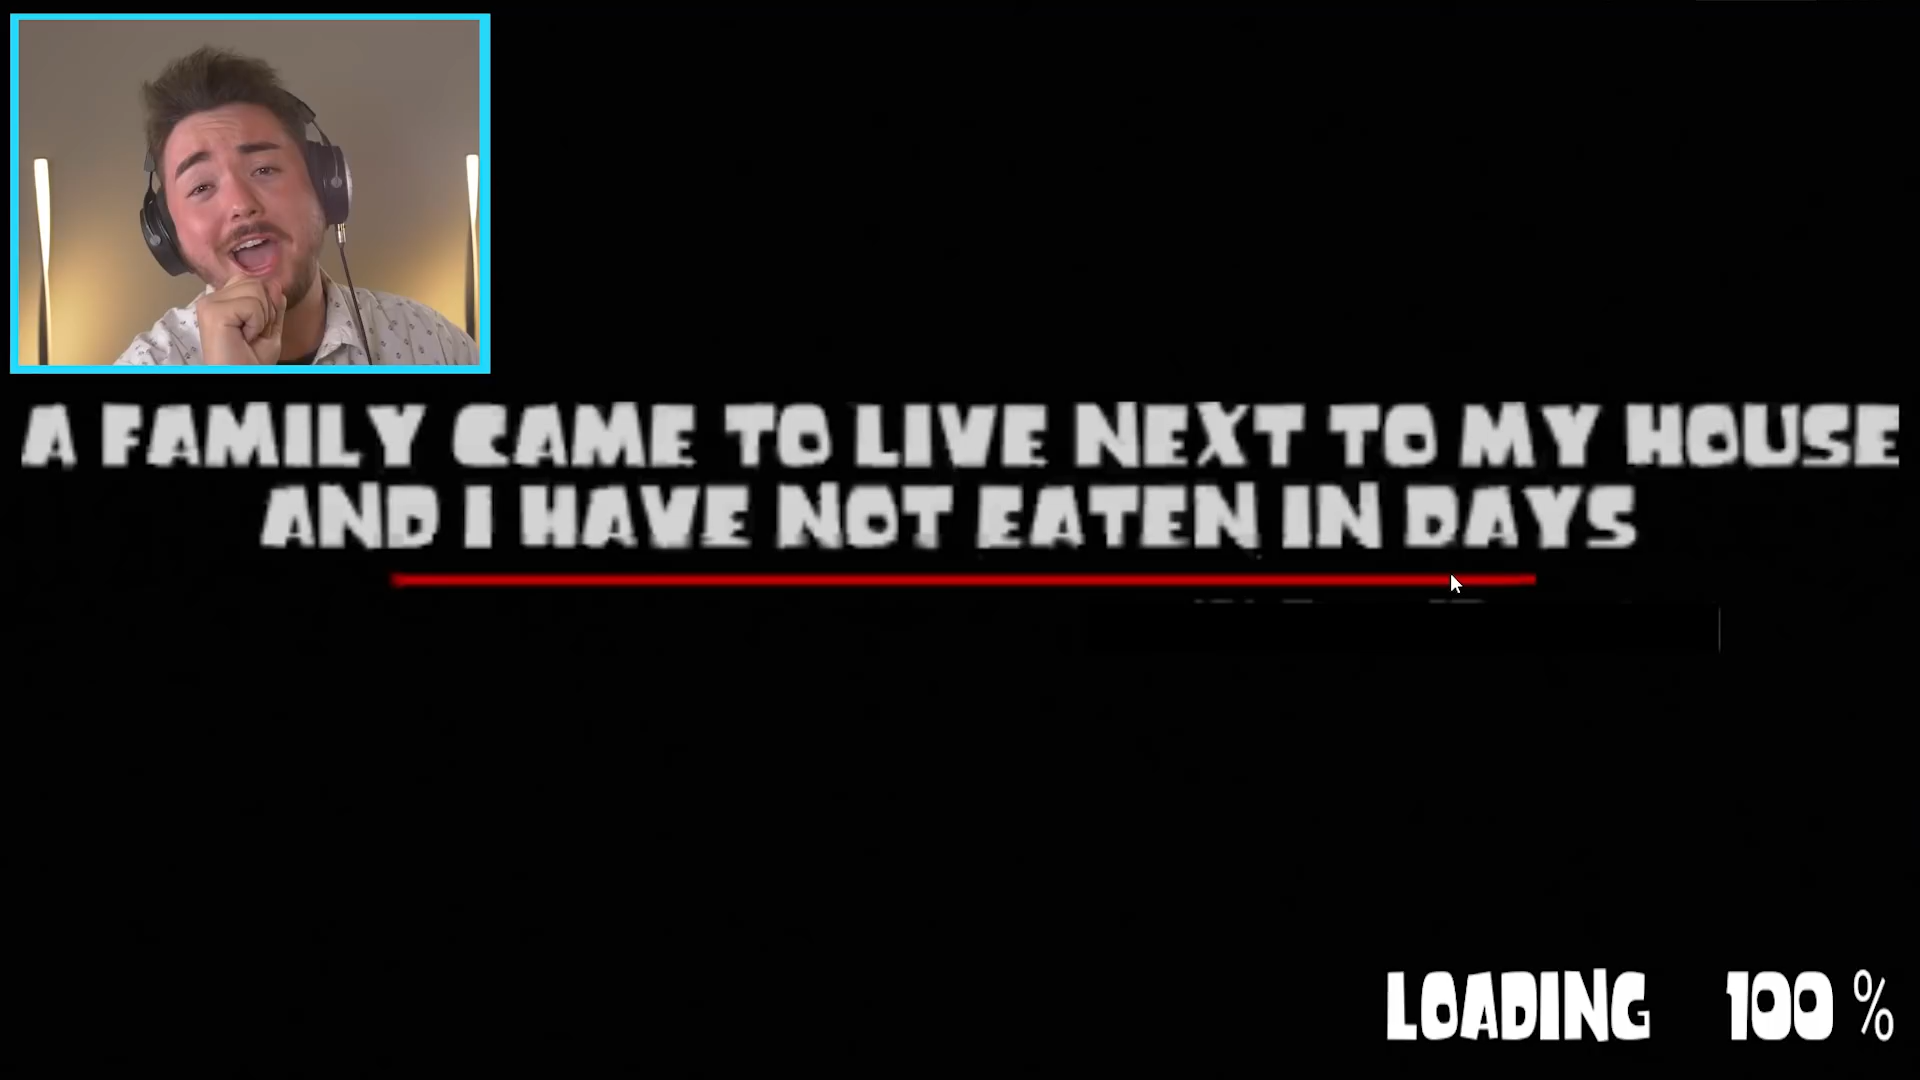 A FAMILY CAME TO LIVE NEXT TO MY HOUSE
AND I HAVE NOT EATEN IN DAYS
LOADING 100 %